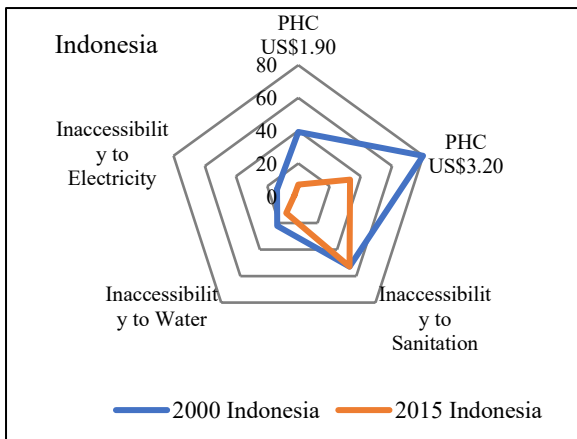 Indonesia
PHC
US$1.90
80
60
40
20
0
PHC
US$3.20
Inaccessibilit
y to
Sanitation
Inaccessibilit
y to Water
Inaccessibilit
y to
Electricity
2000 Indonesia
2015 Indonesia